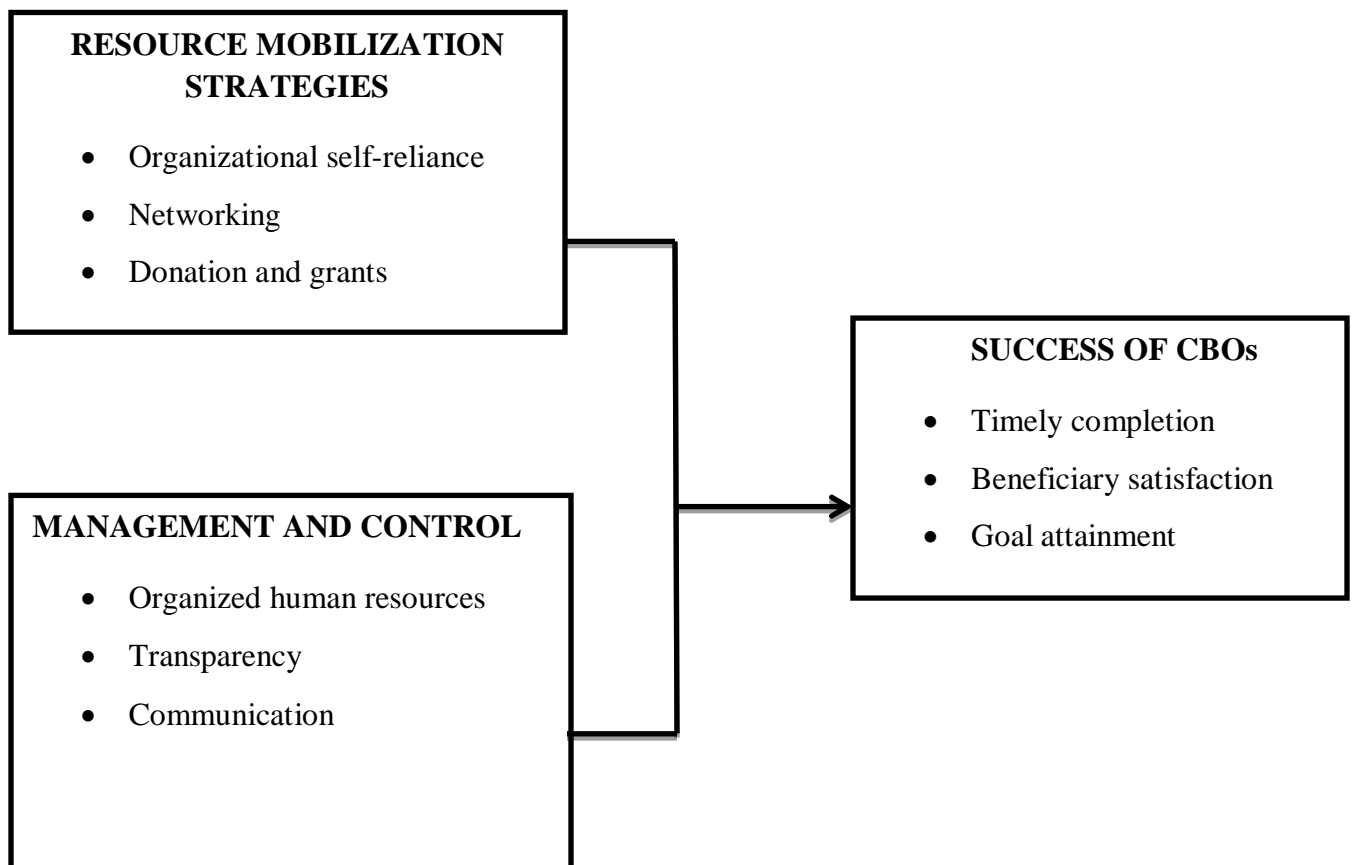 RESOURCE MOBILIZATION
STRATEGIES
• Organizational self-reliance
• Networking
• Donation and grants
MANAGEMENT AND CONTROL
• Organized human resources
• Transparency
• Communication
SUCCESS OF CBOs
• Timely completion
• Beneficiary satisfaction
• Goal attainment